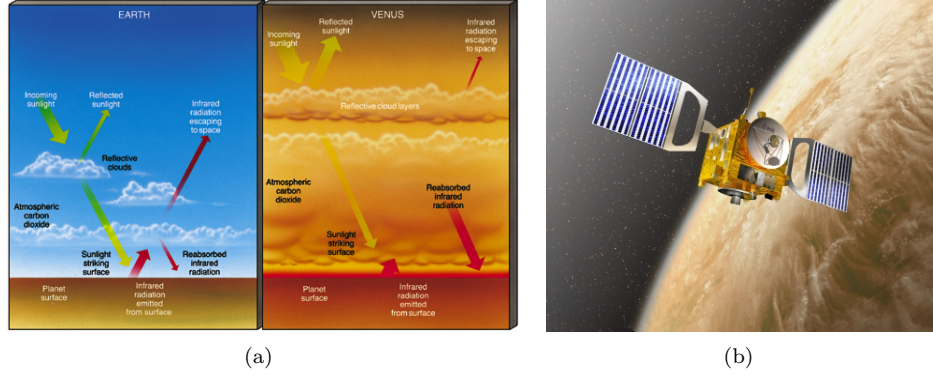 EARTH
Incoming
sunlight
Reflected
sunlight
Infrared
radiation
escaping
to space
Reflective
clouds
Atmospheric
carbon
dioxide
Sunlight
striking
surface
Reabsorbed
infrared
radiation
Planet
surface
Infrared
radiation
emitted
from surface
VENUS
Incoming
sunlight
Reflected
sunlight
Infrared
radiation
escaping
to space
Reflective cloud layers
Atmospheric
carbon
dioxide
Reabsorbed
infrared
radiation
Sunlight
striking
surface
Planet
surface
Infrared
radiation
emitted
from surface
(a)
(b)